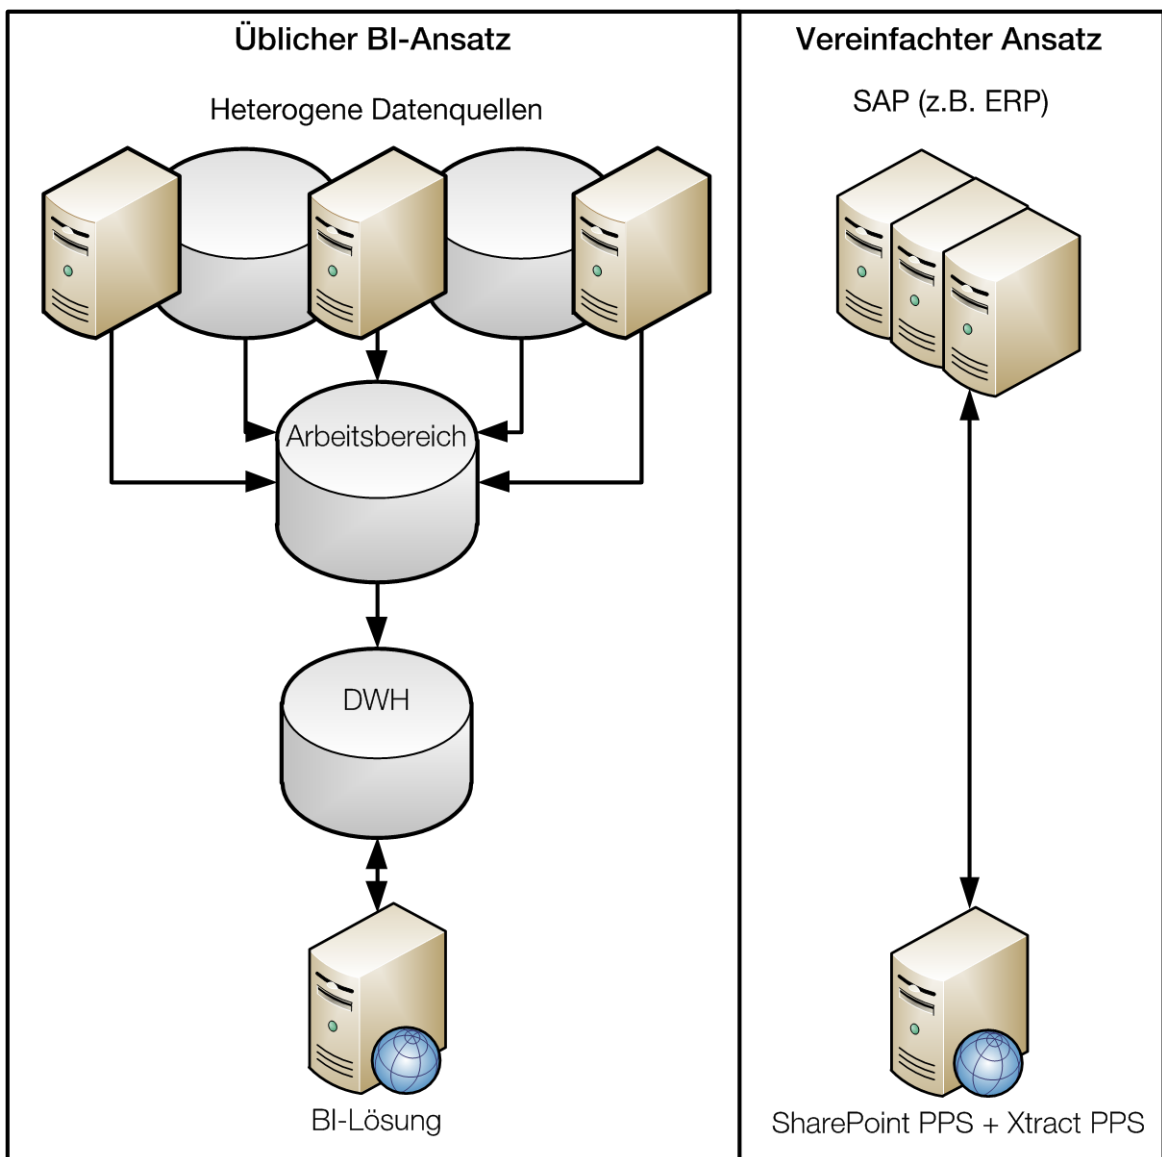 Üblicher BI-Ansatz
Heterogene Datenquellen
Arbeitsbereich
DWH
BI-Lösung
Vereinfachter Ansatz
SAP (z.B. ERP)
SharePoint PPS + Xtract PPS